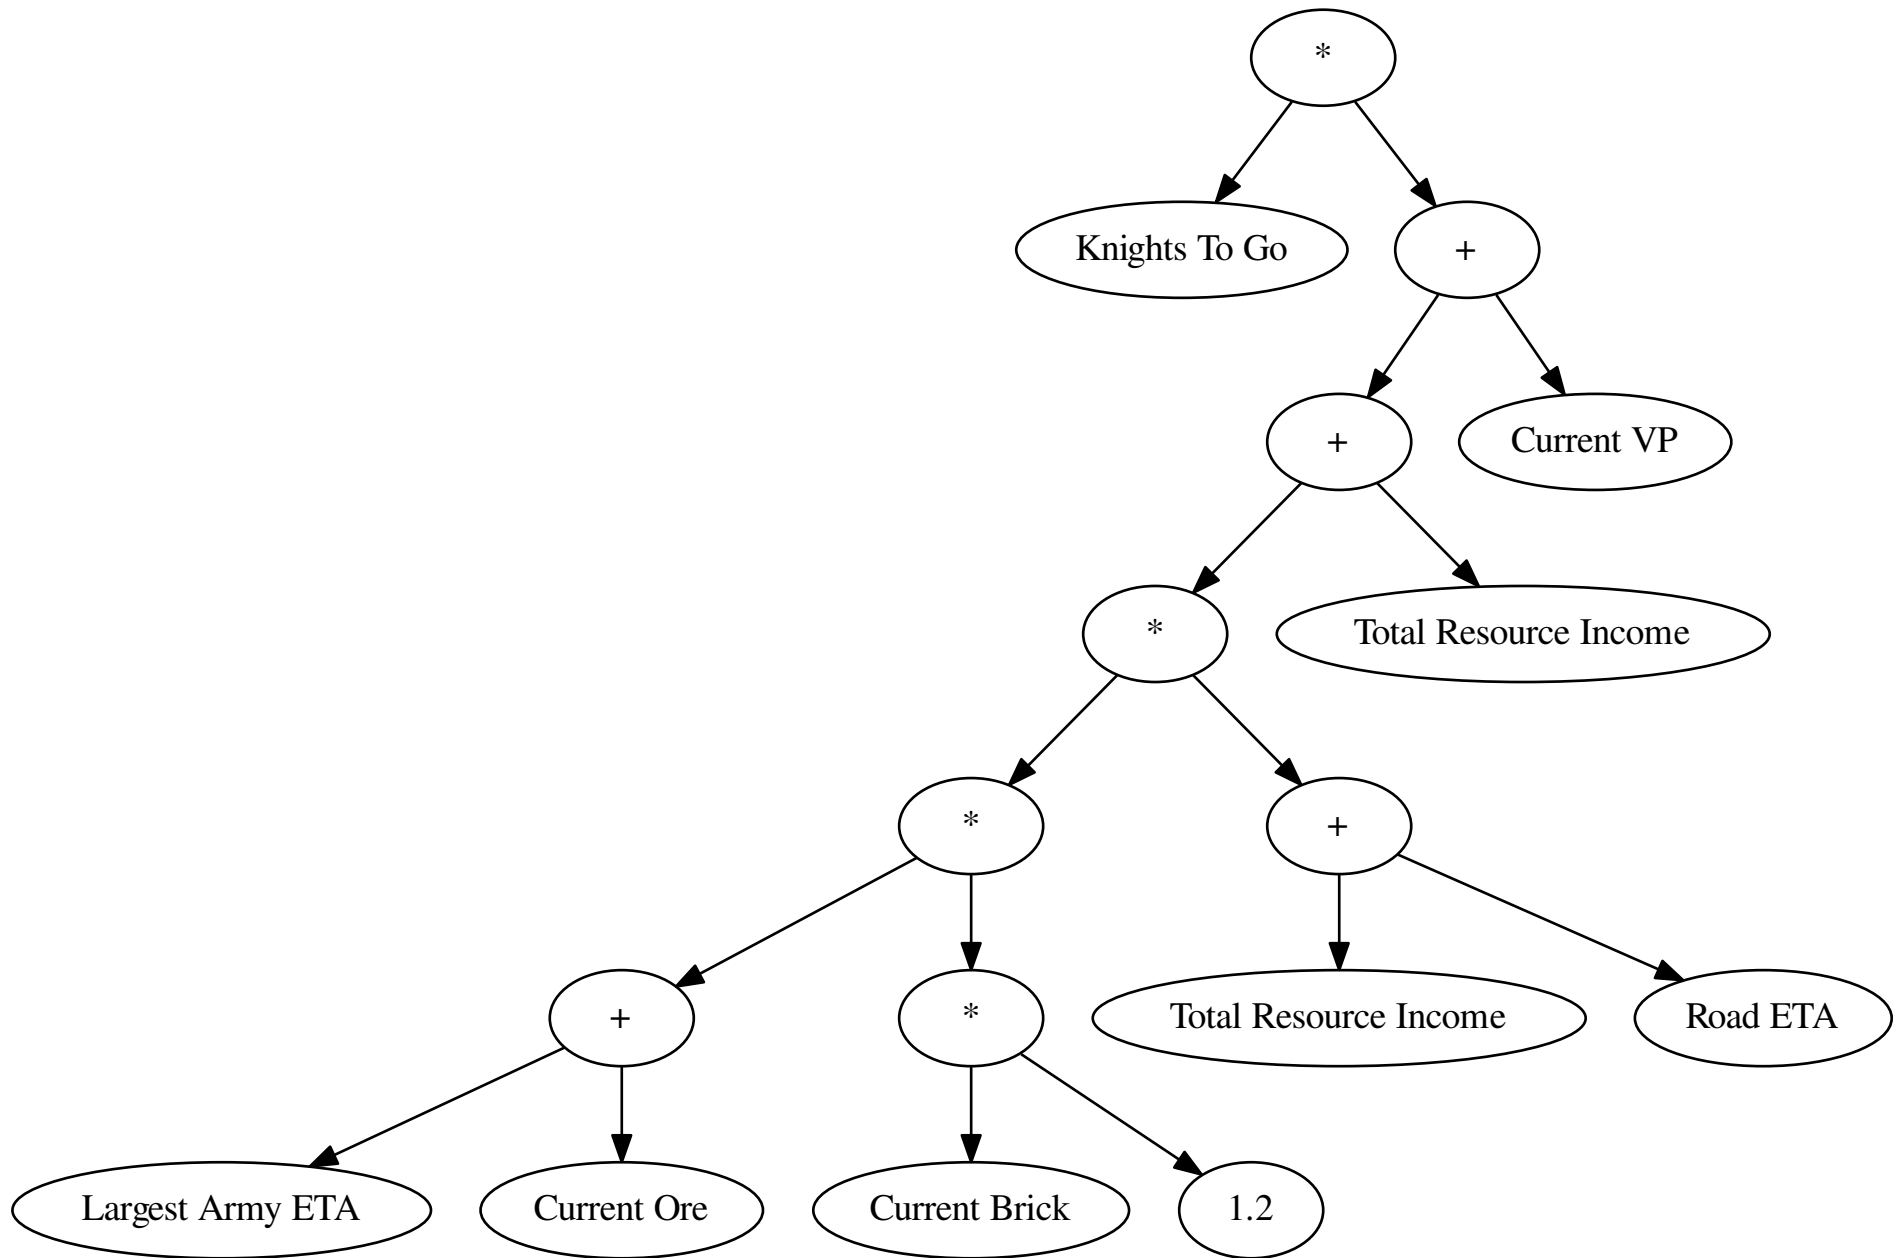 *
Knights To Go
+
+
Current VP
*
Total Resource Income
*
+
+
*
Total Resource Income
Road ETA
Largest Army ETA
Current Ore
Current Brick
1.2